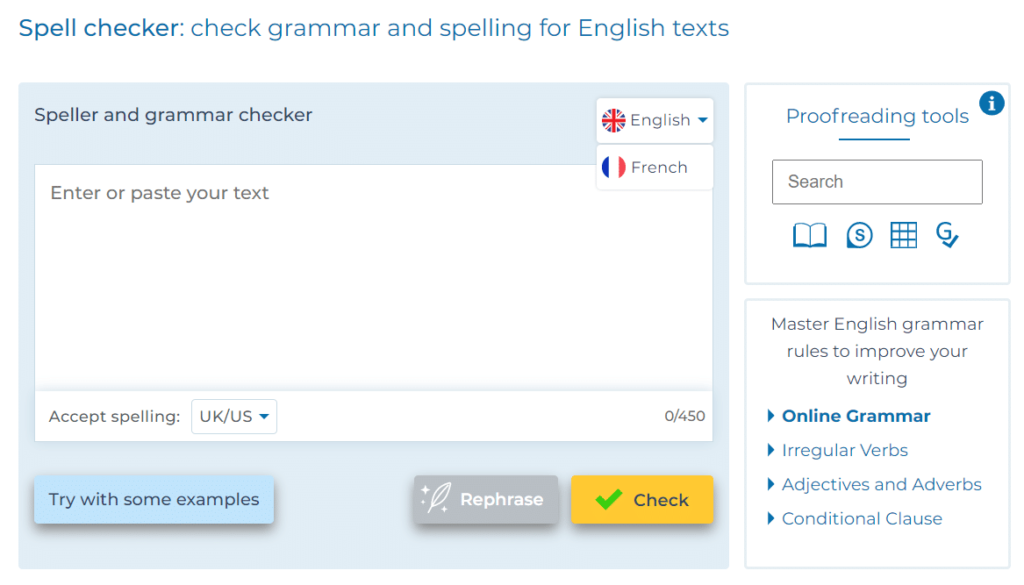 Spell checker: check grammar and spelling for English texts
Speller and grammar checker
English
French
Enter or paste your text
Accept spelling: UK/US
0/450
Try with some examples
Rephrase
Check
Proofreading tools
i
Search
S
G
Master English grammar
rules to improve your
writing
Online Grammar
Irregular Verbs
Adjectives and Adverbs
Conditional Clause